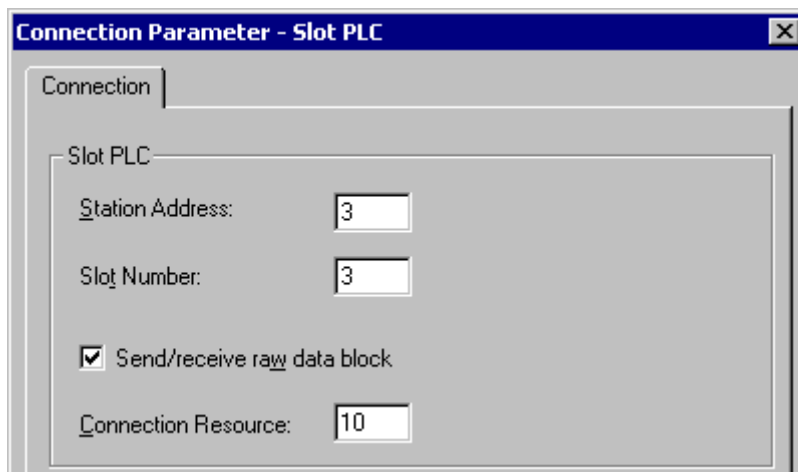 Connection Parameter - Slot PLC
Connection
Slot PLC
Station Address: 3
Slot Number: 3
Send/receive raw data block
Connection Resource: 10